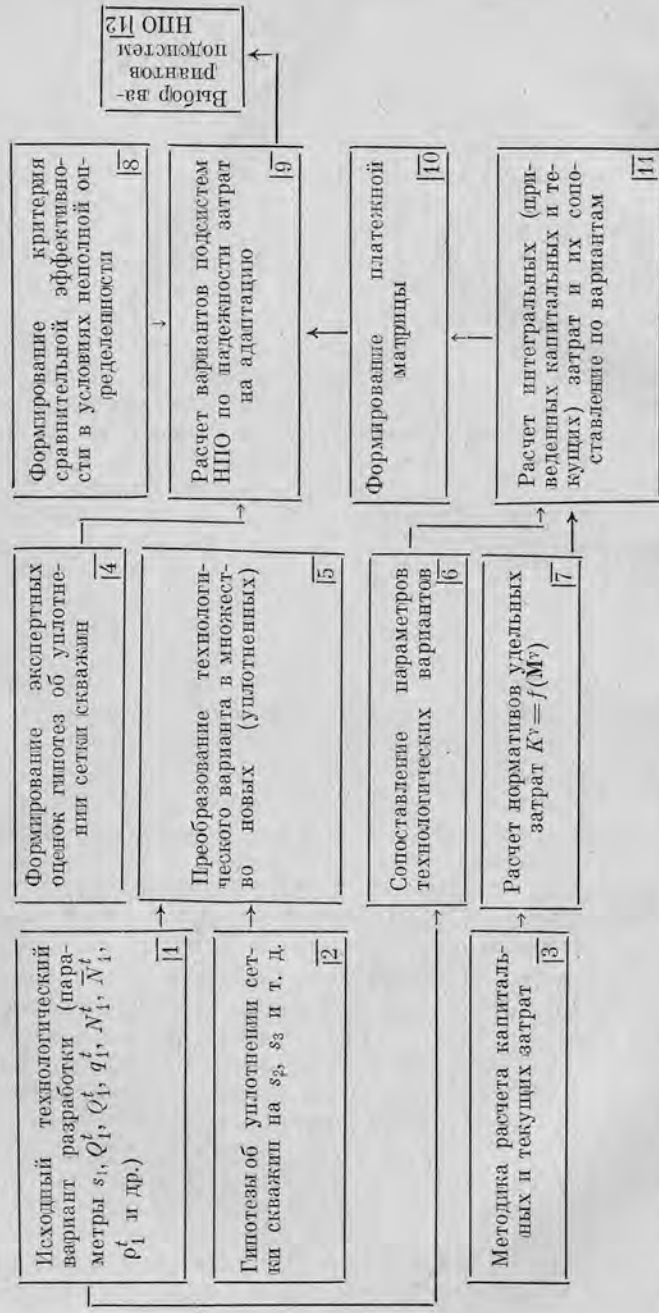 Исходный технологический
вариант разработки (пара-
метры s₁, Q₁ᵗ, Q₁ᵗ, q₁ᵗ, N₁ᵗ, N̅₁ᵗ,
ρ₁ᵗ и др.)
1
Гипотезы об уплотнении сет-
ки скважин на s₂, s₃ и т. д.
2
Методика расчета капиталь-
ных и текущих затрат
3
Формирование экспертных
оценок гипотез об уплотне-
нии сетки скважин
4
Преобразование технологи-
ческого варианта в множест-
во новых (уплотненных)
5
Сопоставление параметров
технологических вариантов
6
Расчет нормативов удельных
затрат Kᵛ=f(Mᵛ)
7
Формирование критерия
сравнительной эффективно-
сти в условиях неполной оп-
ределенности
8
Расчет вариантов подсистем
НПО по надежности затрат
на адаптацию
9
Формирование платежной
матрицы
10
Расчет интегральных (при-
веденных капитальных и те-
кущих) затрат и их сопо-
ставление по вариантам
11
Выбор ва-
риантов
подсистем
НПО 12